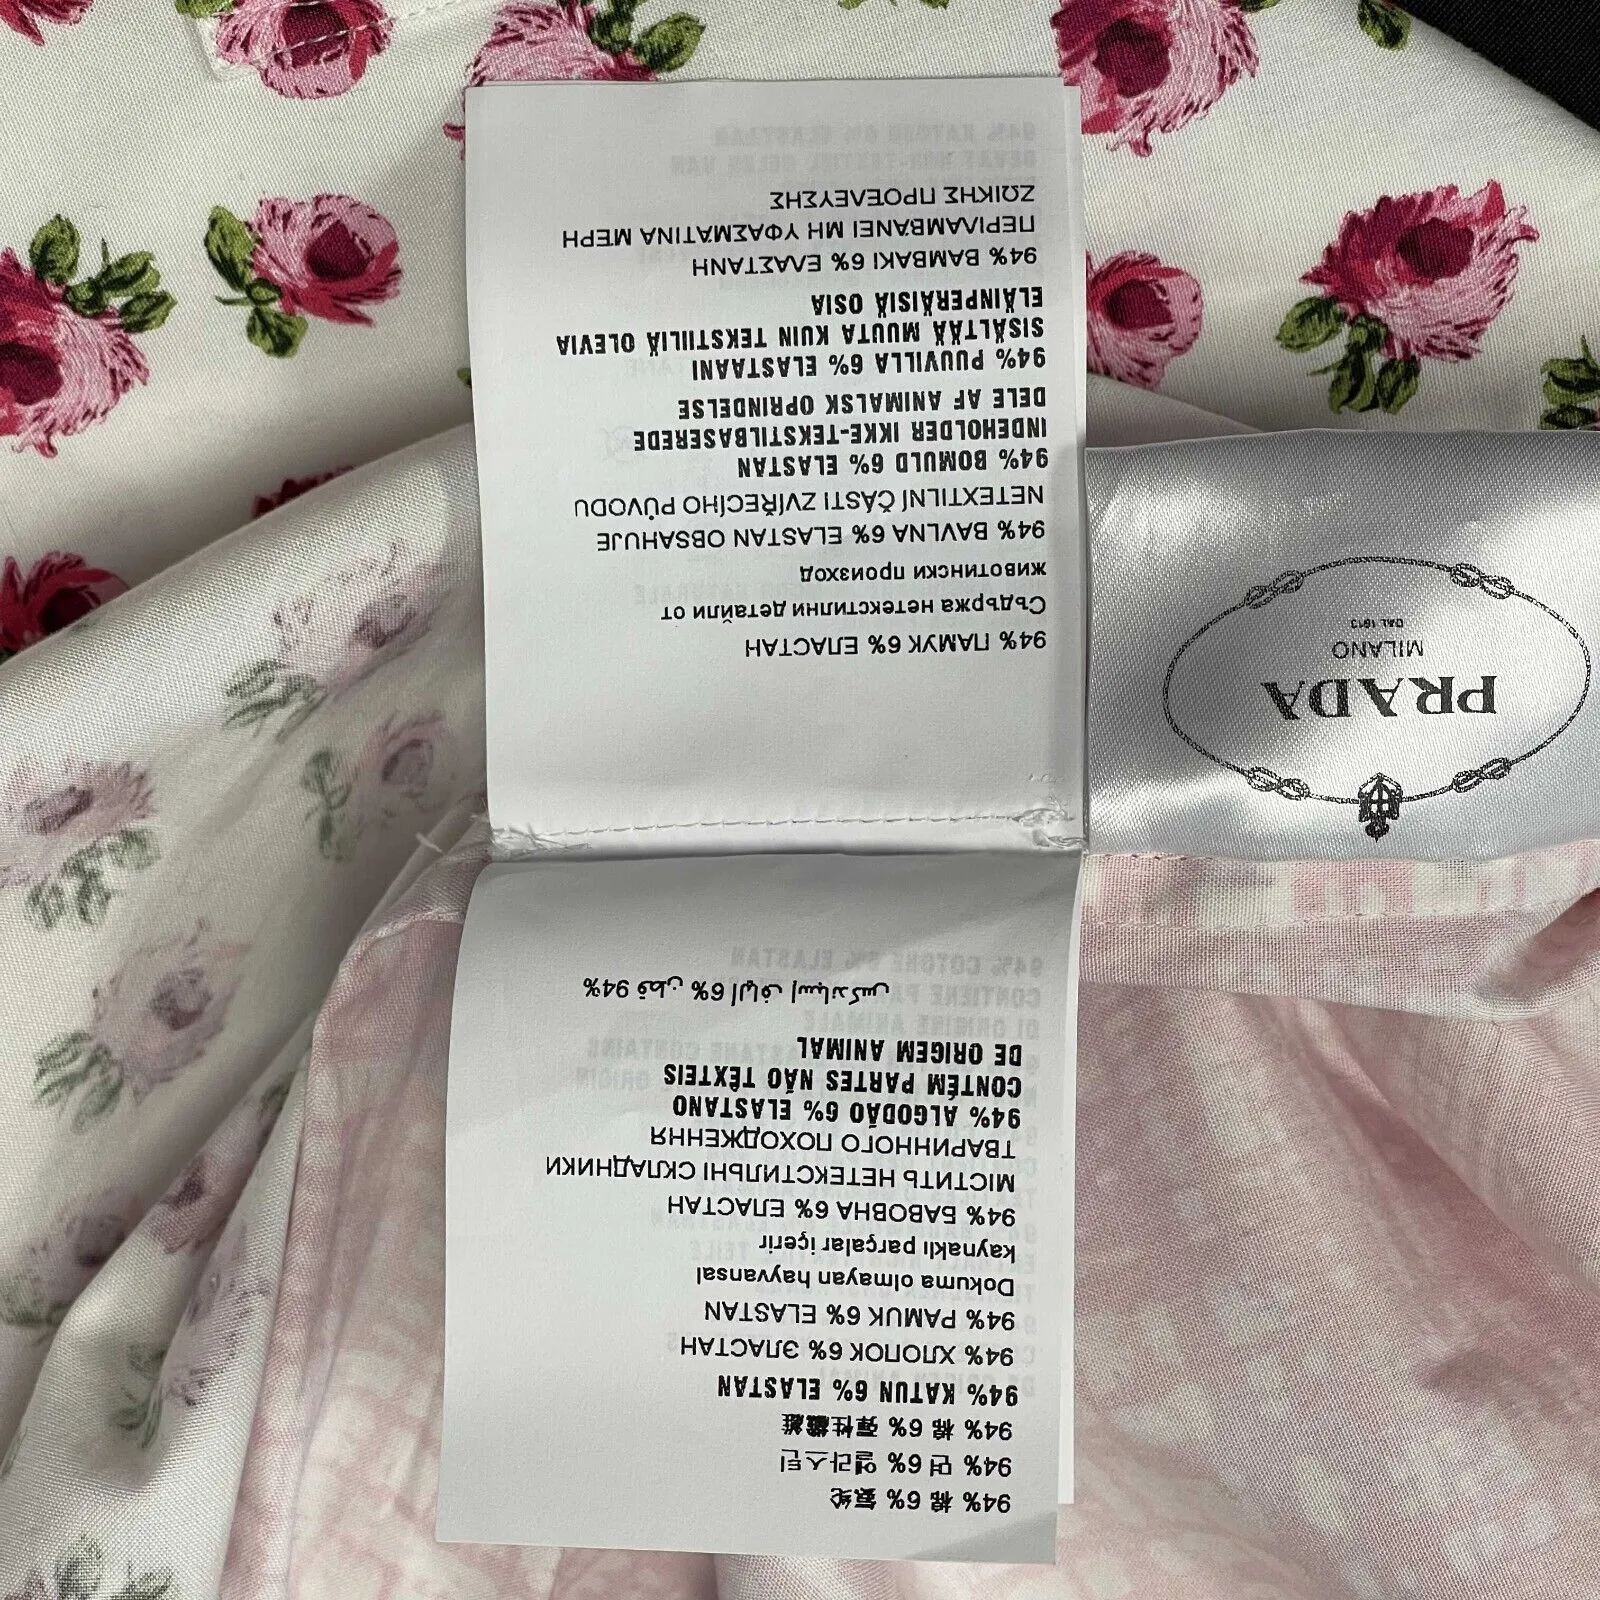 94% 棉 6% 氨纶
94% 면 6% 엘라스틴
94% 棉 6% 彈性纖維
94% KATUN 6% ELASTAN
94% ХЛОПОК 6% ЭЛАСТАН
94% PAMUK 6% ELASTAN
Dokuma olmayan hayvansal
kaynaklı parçalar içerir
94% БАВОВНА 6% ЕЛАСТАН
МІСТИТЬ НЕТЕКСТИЛЬНІ СКЛАДНИКИ
ТВАРИННОГО ПОХОДЖЕННЯ
94% ALGODÃO 6% ELASTANO
CONTÉM PARTES NÃO TÊXTEIS
DE ORIGEM ANIMAL
94% قطن 6% ألياف إسباندكس
PRADA
MILANO
DAL 1913
94% ПАМУК 6% ЕЛАСТАН
Съдържа нетекстилни детайли от
животински произход
94% BAVLNA 6% ELASTAN OBSAHUJE
NETEXTILNÍ ČÁSTI ZVÍŘECÍHO PŮVODU
94% BOMULD 6% ELASTAN
INDEHOLDER IKKE-TEKSTILBASEREDE
DELE AF ANIMALSK OPRINDELSE
94% PUUVILLA 6% ELASTAANI
SISÄLTÄÄ MUUTA KUIN TEKSTIILIÄ OLEVIA
ELÄINPERÄISIÄ OSIA
94% ΒΑΜΒΑΚΙ 6% ΕΛΑΣΤΑΝΗ
ΠΕΡΙΛΑΜΒΑΝΕΙ ΜΗ ΥΦΑΣΜΑΤΙΝΑ ΜΕΡΗ
ΖΩΙΚΗΣ ΠΡΟΕΛΕΥΣΗΣ